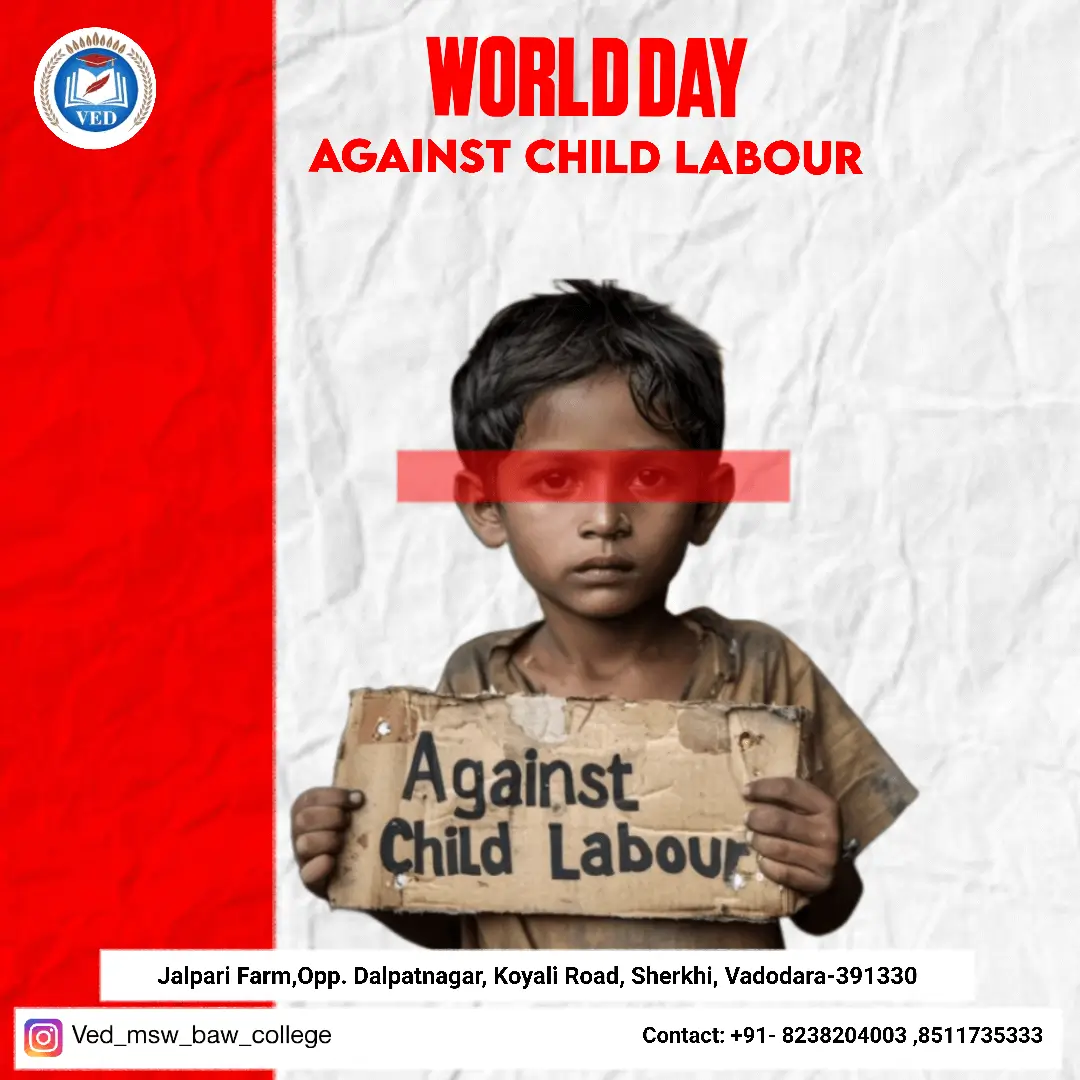 VED
WORLD DAY
AGAINST CHILD LABOUR
Against
Child Labour
Jalpari Farm,Opp. Dalpatnagar, Koyali Road, Sherkhi, Vadodara-391330
Ved_msw_baw_college
Contact: +91- 8238204003 ,8511735333